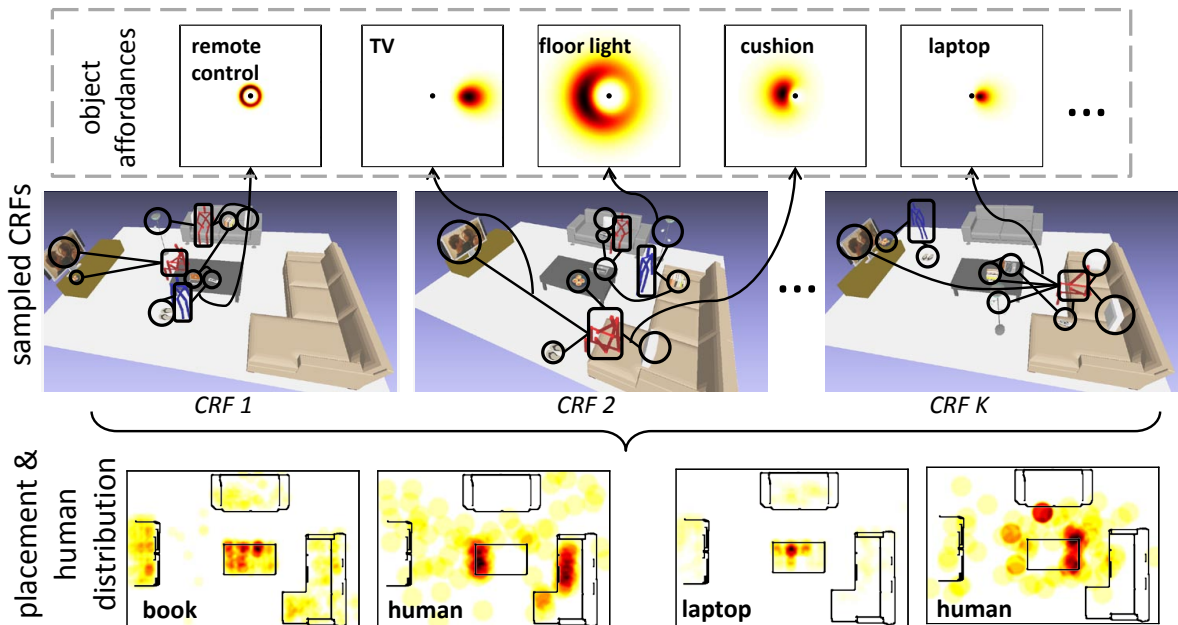 object
affordances
remote
control
TV
floor light
cushion
laptop
...
sampled CRFs
...
CRF 1
CRF 2
CRF K
placement &
human
distribution
book
human
laptop
human